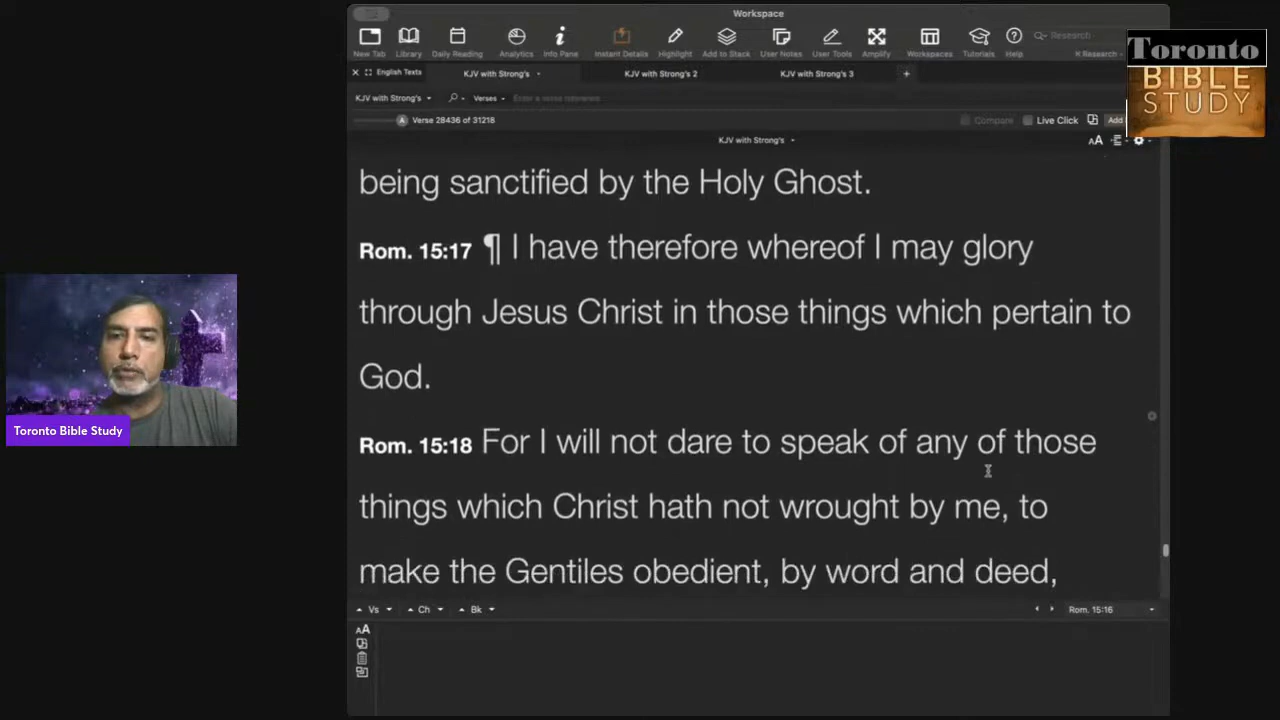 Workspace
New Tab Library Daily Reading Analytics Info Pane Instant Details Highlight Add to Stack User Notes User Tools Amplify Workspaces Tutorials Help Research
English Texts KJV with Strong's KJV with Strong's 2 KJV with Strong's 3 +
KJV with Strong's Verses Enter a verse reference
Verse 28436 of 31218 Compare Live Click Add
KJV with Strong's
being sanctified by the Holy Ghost.
Rom. 15:17 ¶ I have therefore whereof I may glory
through Jesus Christ in those things which pertain to
God.
Rom. 15:18 For I will not dare to speak of any of those
things which Christ hath not wrought by me, to
make the Gentiles obedient, by word and deed,
Vs Ch Bk Rom. 15:16
Toronto
BIBLE
STUDY
Toronto Bible Study